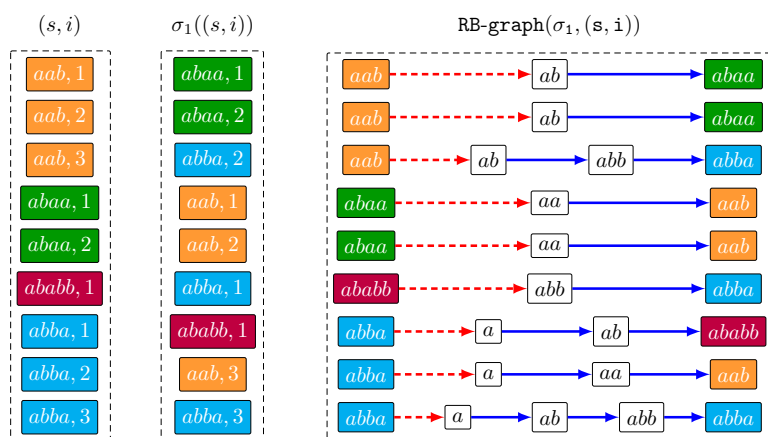 (s, i) σ₁((s, i)) RB-graph(σ₁, (s, i))
aab, 1 abaa, 1 aab ab abaa
aab, 2 abaa, 2 aab ab abaa
aab, 3 abba, 2 aab ab abb abba
abaa, 1 aab, 1 abaa aa aab
abaa, 2 aab, 2 abaa aa aab
ababb, 1 abba, 1 ababb abb abba
abba, 1 ababb, 1 abba a ab ababb
abba, 2 aab, 3 abba a aa aab
abba, 3 abba, 3 abba a ab abb abba